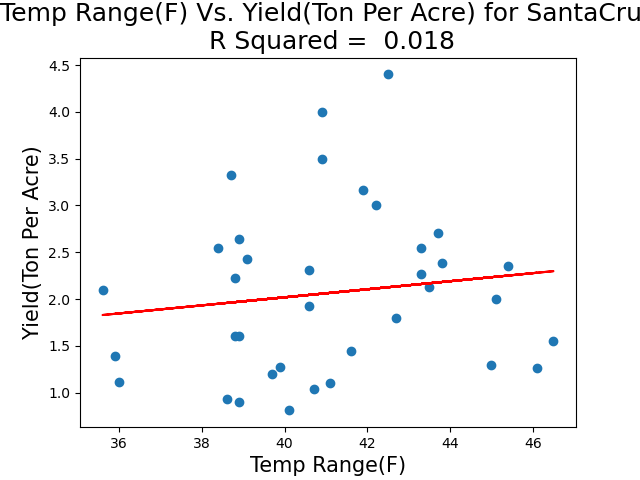 Temp Range(F) Vs. Yield(Ton Per Acre) for SantaCru
R Squared =  0.018
4.5
4.0
3.5
3.0
2.5
2.0
1.5
1.0
Yield(Ton Per Acre)
36 38 40 42 44 46
Temp Range(F)